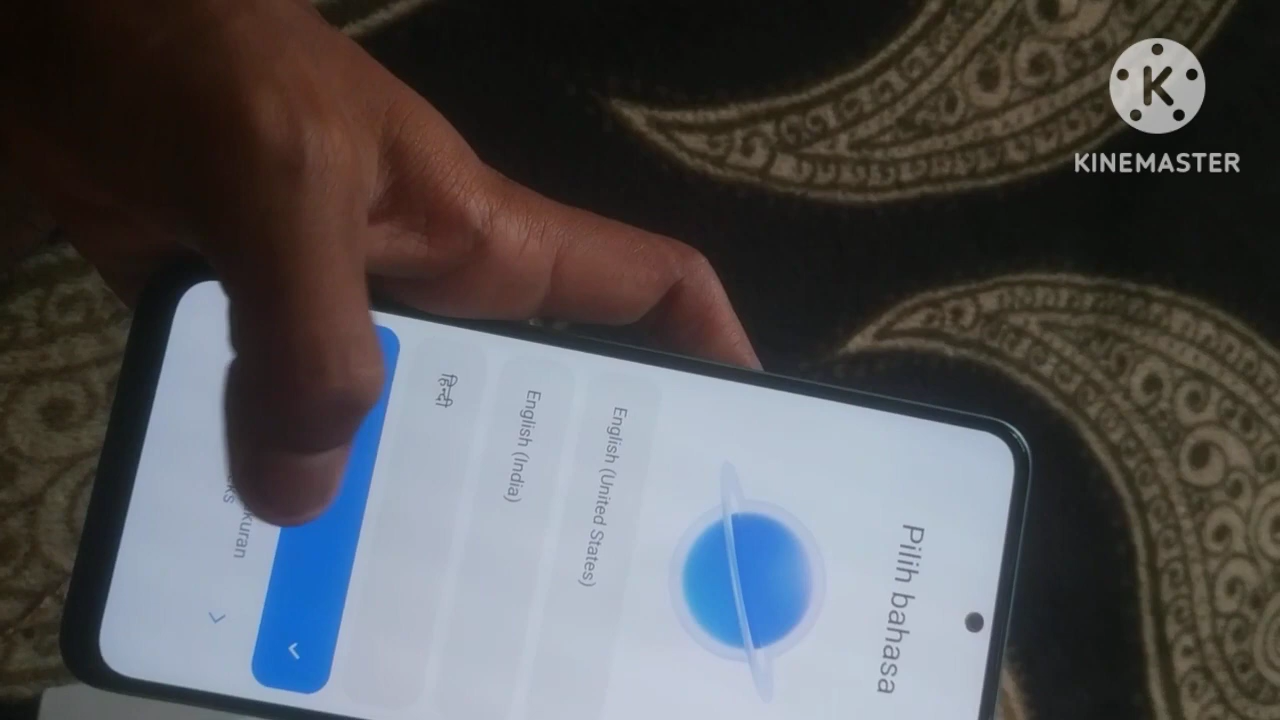 Pilih bahasa
English (United States)
English (India)
हिन्दी
KINEMASTER